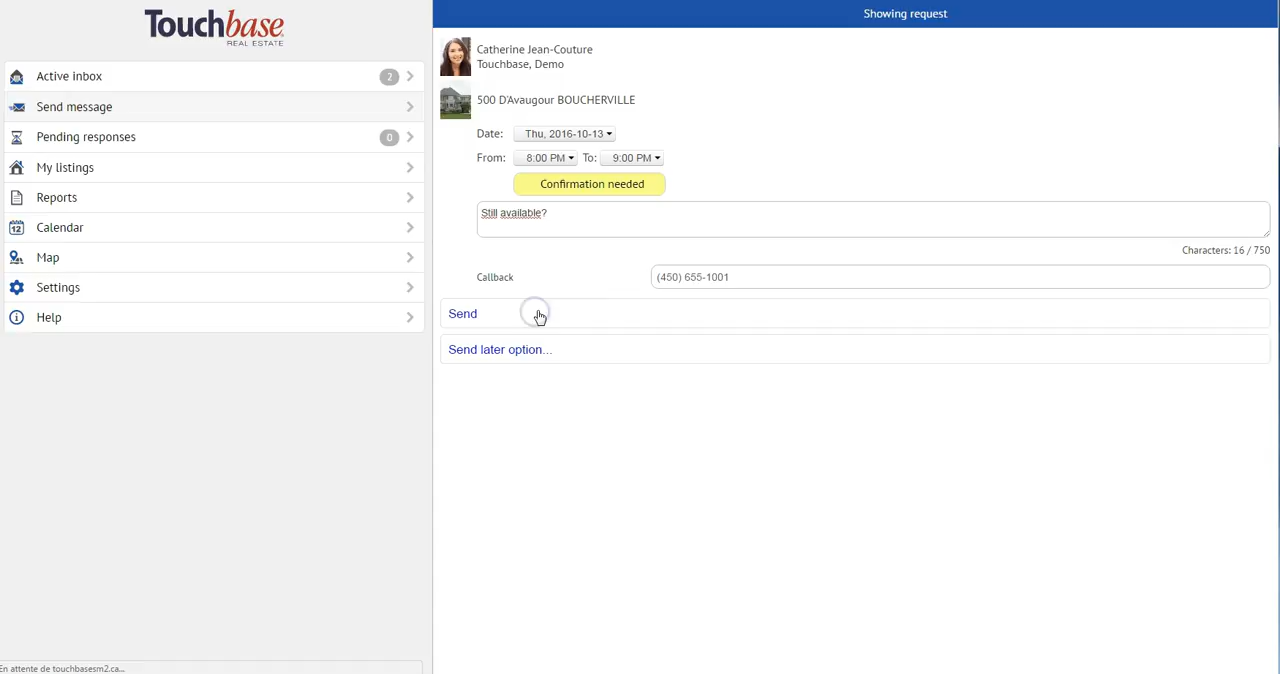 Touchbase
REAL ESTATE
Active inbox 2
Send message
Pending responses 0
My listings
Reports
12 Calendar
Map
Settings
Help
En attente de touchbasesm2.ca...
Showing request
Catherine Jean-Couture
Touchbase, Demo
500 D'Avaugour BOUCHERVILLE
Date: Thu, 2016-10-13
From: 8:00 PM To: 9:00 PM
Confirmation needed
Still available?
Characters: 16 / 750
Callback (450) 655-1001
Send
Send later option...